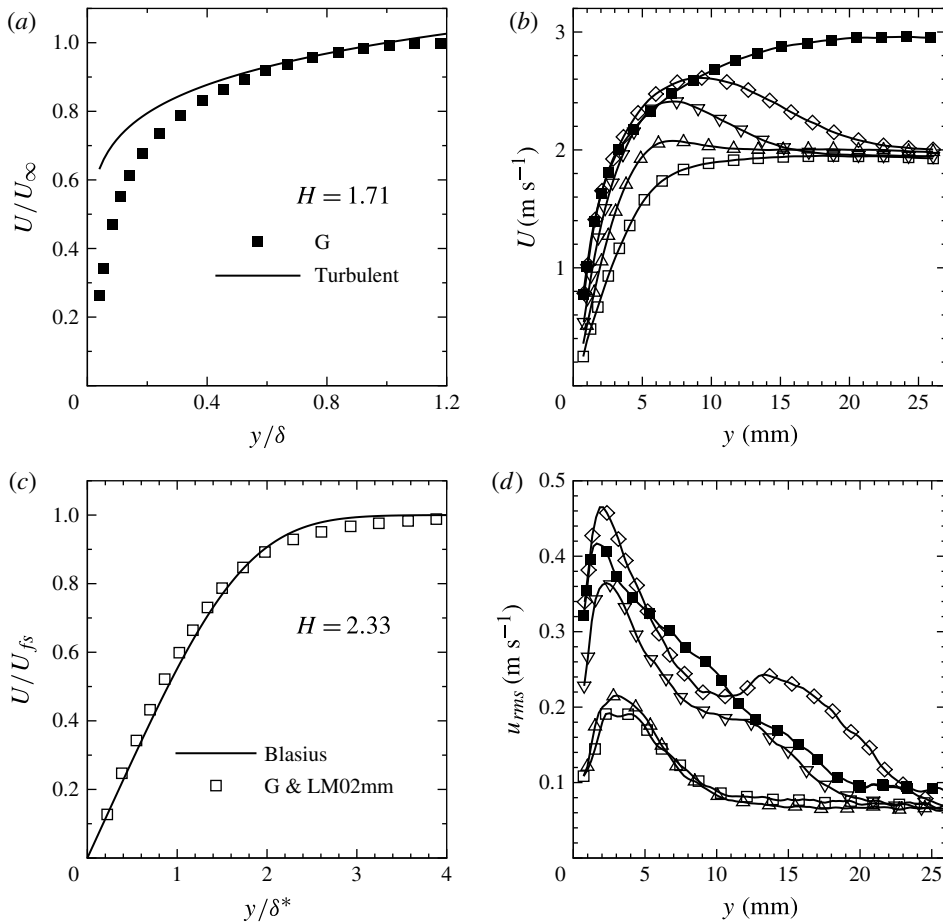 (a)
1.0
0.8
0.6
0.4
0.2
0
0.4
0.8
1.2
U/U∞
y/δ
H = 1.71
G
Turbulent
(b)
3
2
1
0
5
10
15
20
25
U (m s⁻¹)
y (mm)
(c)
1.0
0.8
0.6
0.4
0.2
0
1
2
3
4
U/Ufs
y/δ*
H = 2.33
Blasius
G & LM02mm
(d)
0.5
0.4
0.3
0.2
0.1
0
5
10
15
20
25
urms (m s⁻¹)
y (mm)